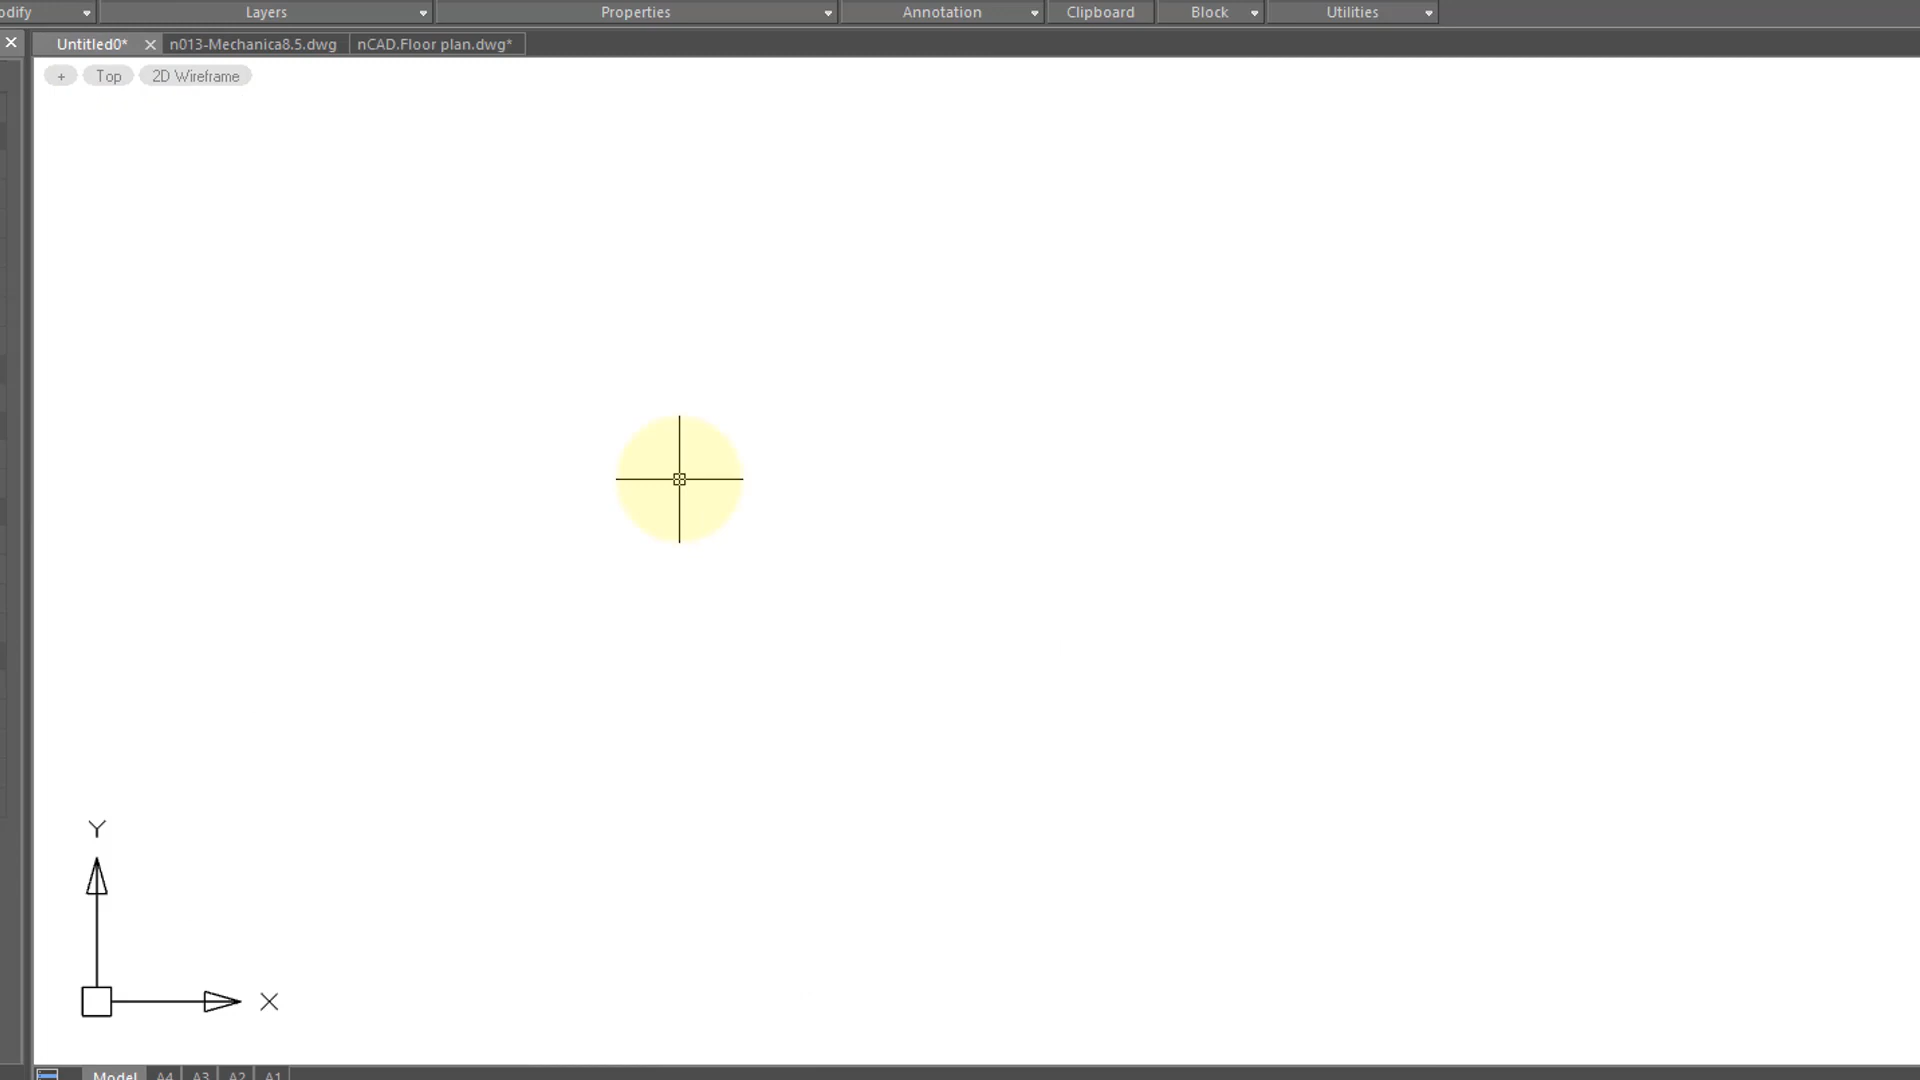 odify Layers Properties Annotation Clipboard Block Utilities
Untitled0* n013-Mechanica8.5.dwg nCAD.Floor plan.dwg*
+ Top 2D Wireframe
Y
X
Model A4 A3 A2 A1